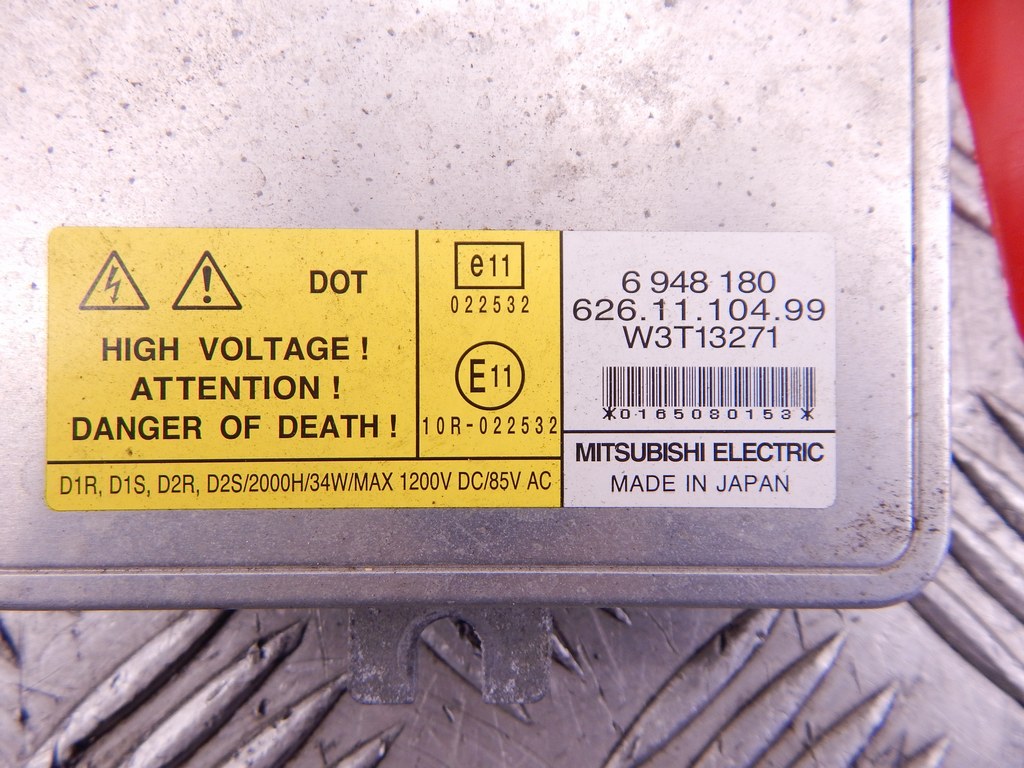 DOT
HIGH VOLTAGE !
ATTENTION !
DANGER OF DEATH !
D1R, D1S, D2R, D2S/2000H/34W/MAX 1200V DC/85V AC
e11
022532
E11
10R-022532
6 948 180
626.11.104.99
W3T13271
*0165080153*
MITSUBISHI ELECTRIC
MADE IN JAPAN